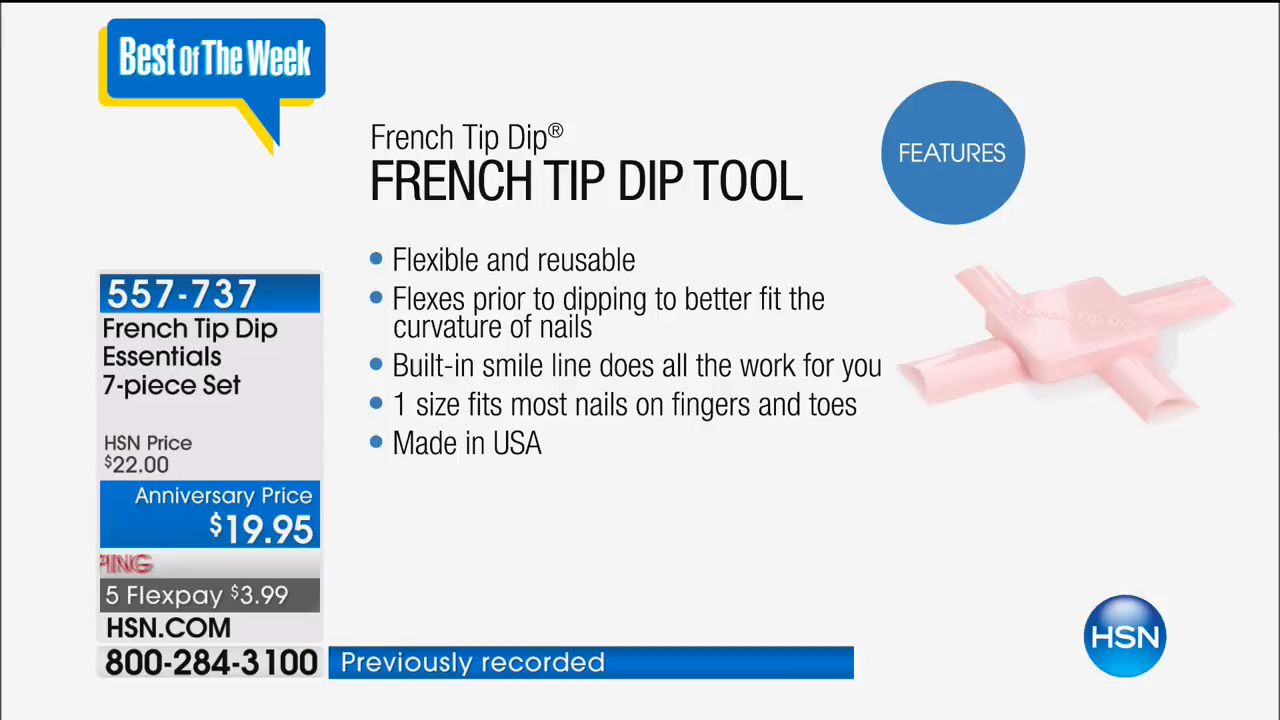 Best of The Week
French Tip Dip®
FRENCH TIP DIP TOOL
FEATURES
• Flexible and reusable
• Flexes prior to dipping to better fit the
curvature of nails
• Built-in smile line does all the work for you
• 1 size fits most nails on fingers and toes
• Made in USA
French Tip Dip
557-737
French Tip Dip
Essentials
7-piece Set
HSN Price
$22.00
Anniversary Price
$19.95
PING
5 Flexpay $3.99
HSN.COM
800-284-3100
Previously recorded
HSN